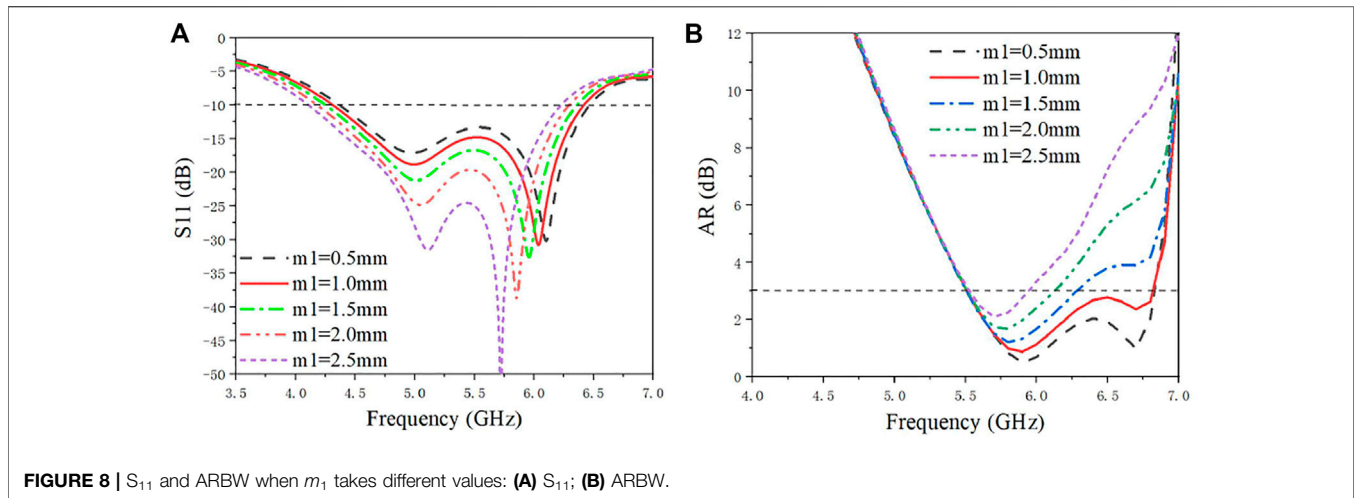 A
0
-5
-10
-15
-20
-25
-30
-35
-40
-45
-50
S11 (dB)
m1=0.5mm
m1=1.0mm
m1=1.5mm
m1=2.0mm
m1=2.5mm
3.5 4.0 4.5 5.0 5.5 6.0 6.5 7.0
Frequency (GHz)
B
12
10
8
6
4
2
0
AR (dB)
m1=0.5mm
m1=1.0mm
m1=1.5mm
m1=2.0mm
m1=2.5mm
4.0 4.5 5.0 5.5 6.0 6.5 7.0
Frequency (GHz)
FIGURE 8 | S₁₁ and ARBW when m₁ takes different values: (A) S₁₁; (B) ARBW.